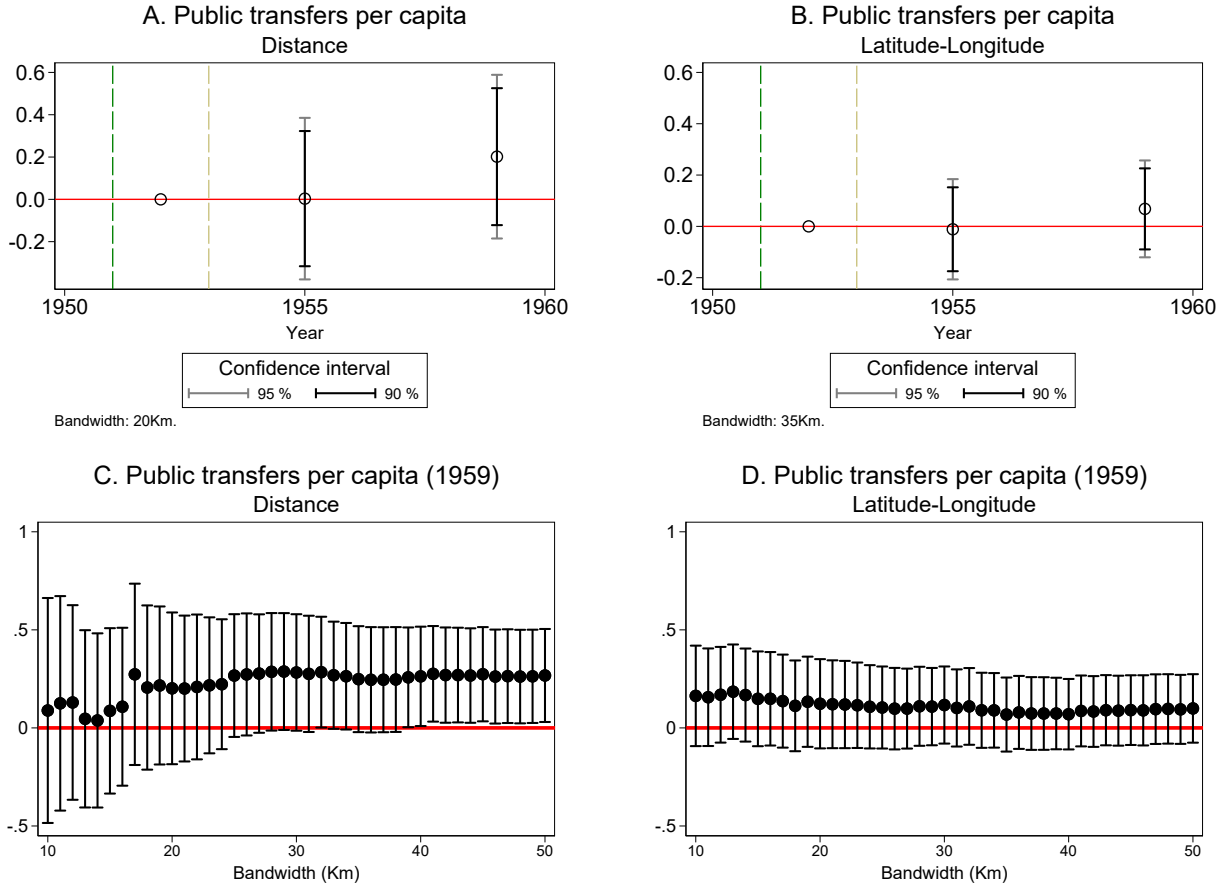 A. Public transfers per capita
Distance
0.6
0.4
0.2
0.0
-0.2
1950
1955
1960
Year
Confidence interval
95 %
90 %
Bandwidth: 20Km.
B. Public transfers per capita
Latitude-Longitude
0.6
0.4
0.2
0.0
-0.2
1950
1955
1960
Year
Confidence interval
95 %
90 %
Bandwidth: 35Km.
C. Public transfers per capita (1959)
Distance
1
.5
0
-.5
10
20
30
40
50
Bandwidth (Km)
D. Public transfers per capita (1959)
Latitude-Longitude
1
.5
0
-.5
10
20
30
40
50
Bandwidth (Km)